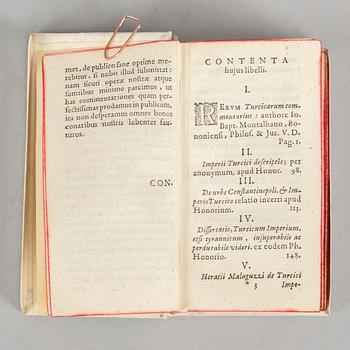 met, de publico sine optime me-
rebitur, si nobis illud submittat:
nam sicuti operæ nostræ atque
sumtibus minime parcimus, ut
has commentationes quam per-
fectissimas prodamus in publicum,
ita non desperamus omnes bonos
conatibus nostris lubenter fau-
tiros.
CON-
CONTENTA
hujus libelli.
I.
RERUM Turcicarum com-
mentarius: authore Io.
Bapt. Montalbano, Bo-
noniensi, Philos. & Jur. V. D.
Pag. 1.
II.
Imperii Turcici descriptio; per
anonymum, apud Honor. 98.
III.
De urbe Constantinopoli, & Im-
perio Turcico relatio incerti apud
Honorium. 113.
IV.
Dissertatio, Turcicum Imperium,
etsi tyrannicum, insuperabile ac
perdurabile videri. ex eodem Ph.
Honorio. 148.
V.
Horatii Malaguzzi de Turcici
* 3 Impe-